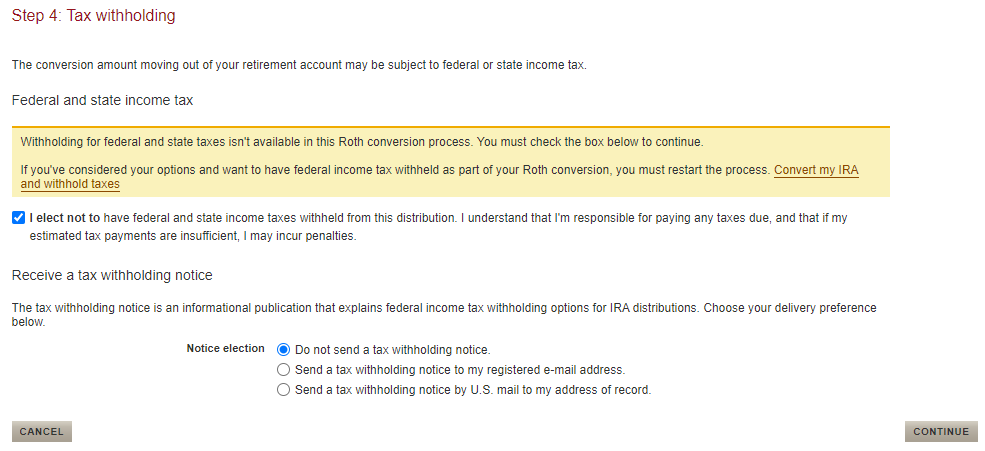 Step 4: Tax withholding
The conversion amount moving out of your retirement account may be subject to federal or state income tax.
Federal and state income tax
Withholding for federal and state taxes isn't available in this Roth conversion process. You must check the box below to continue.
If you've considered your options and want to have federal income tax withheld as part of your Roth conversion, you must restart the process. Convert my IRA
and withhold taxes
I elect not to have federal and state income taxes withheld from this distribution. I understand that I'm responsible for paying any taxes due, and that if my
estimated tax payments are insufficient, I may incur penalties.
Receive a tax withholding notice
The tax withholding notice is an informational publication that explains federal income tax withholding options for IRA distributions. Choose your delivery preference
below.
Notice election Do not send a tax withholding notice.
Send a tax withholding notice to my registered e-mail address.
Send a tax withholding notice by U.S. mail to my address of record.
CANCEL CONTINUE